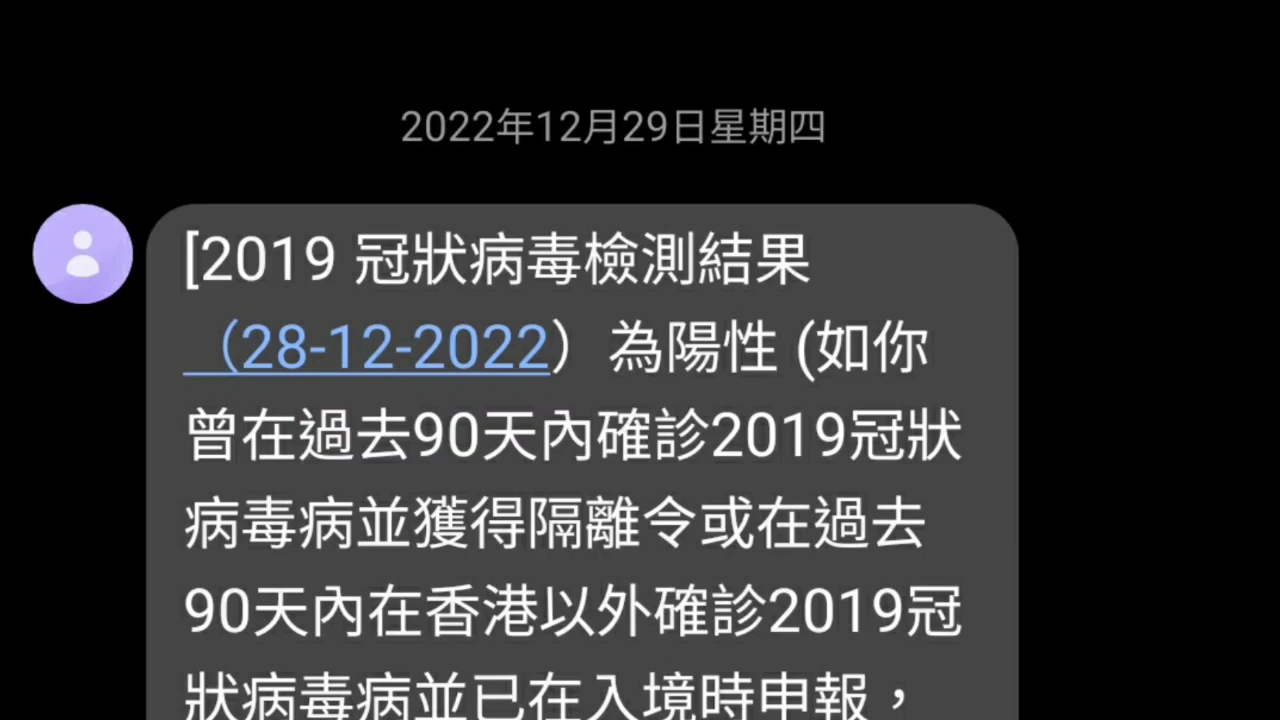 2022年12月29日星期四
[2019 冠狀病毒檢測結果
（28-12-2022）為陽性 (如你
曾在過去90天內確診2019冠狀
病毒病並獲得隔離令或在過去
90天內在香港以外確診2019冠
狀病毒病並已在入境時申報，